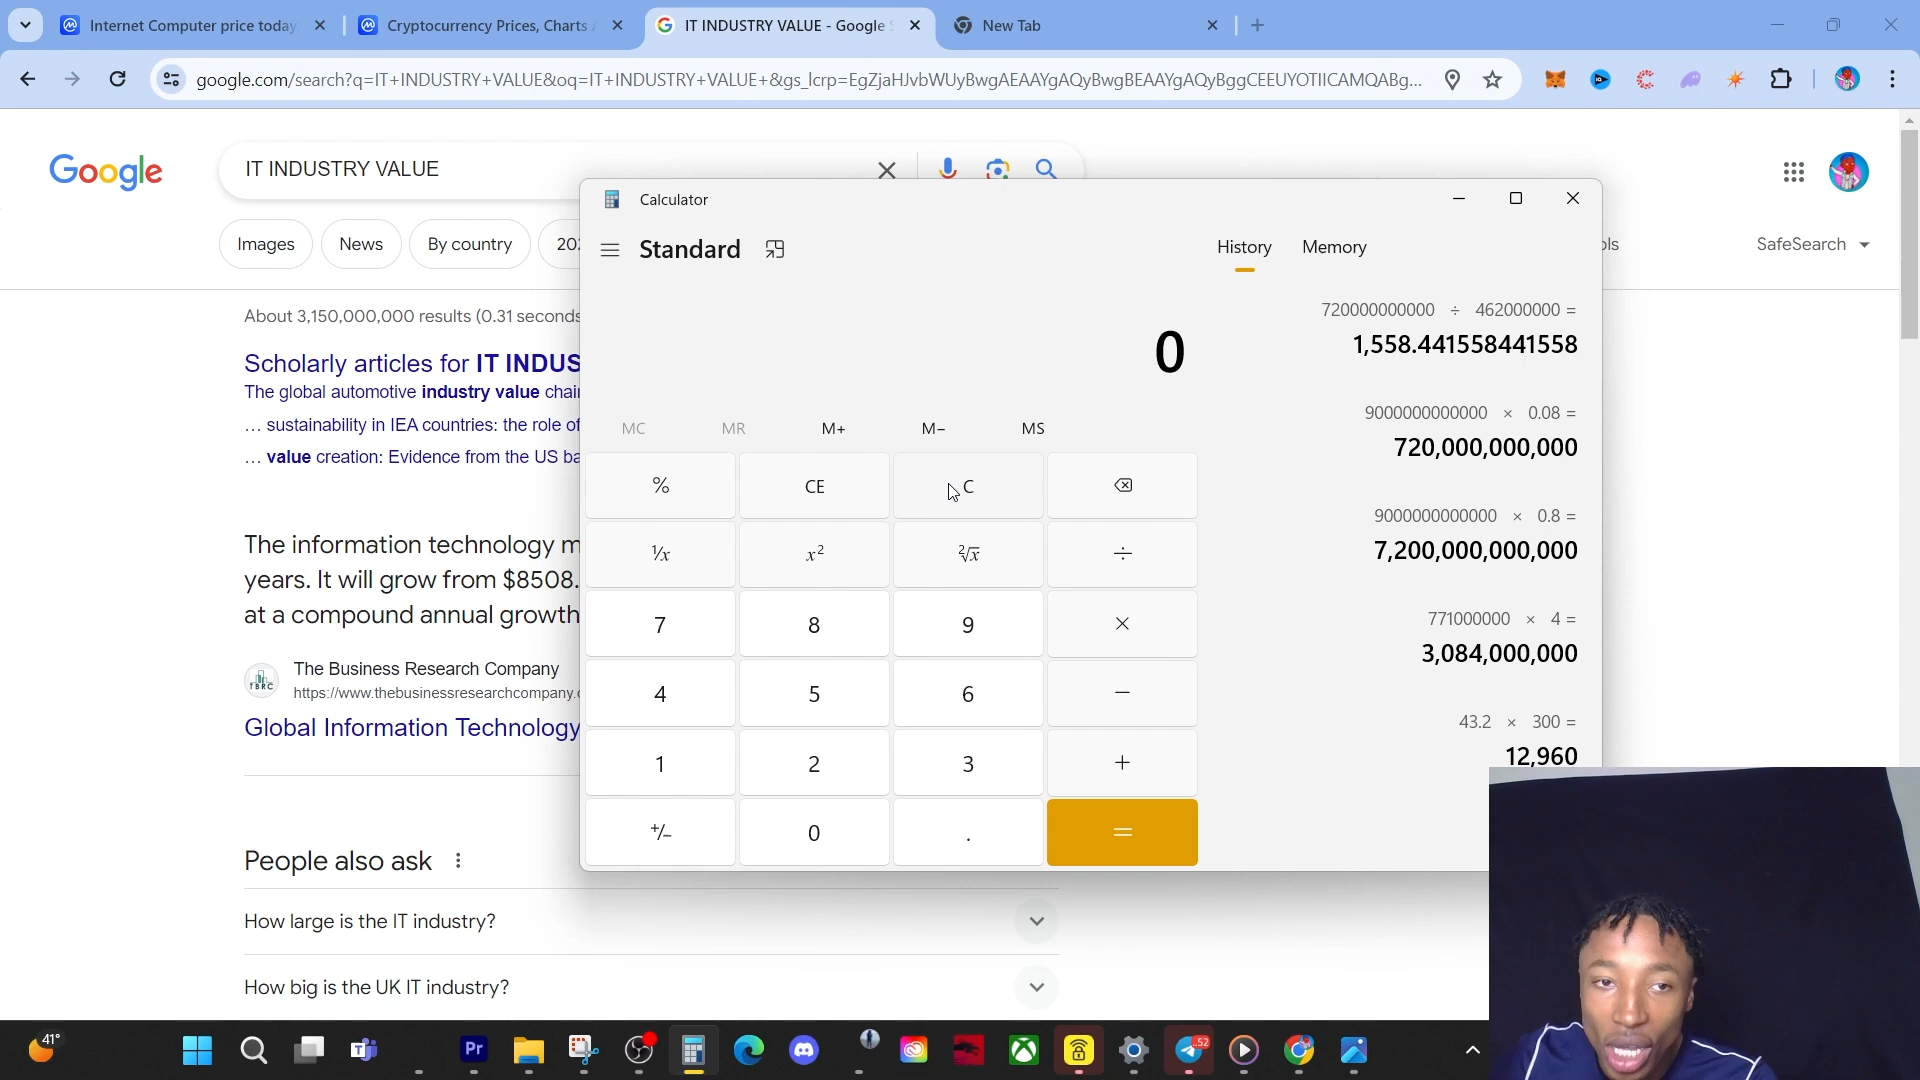 Internet Computer price today,
Cryptocurrency Prices, Charts
IT INDUSTRY VALUE - Google S
New Tab
google.com/search?q=IT+INDUSTRY+VALUE&oq=IT+INDUSTRY+VALUE+&gs_lcrp=EgZjaHJvbWUyBwgAEAAYgAQyBwgBEAAYgAQyBggCEEUYOTIICAMQABg...
Google
IT INDUSTRY VALUE
Images
News
By country
SafeSearch
About 3,150,000,000 results (0.31 seconds
Scholarly articles for IT INDUS
The global automotive industry value chai
... sustainability in IEA countries: the role of
... value creation: Evidence from the US ba
The information technology m
years. It will grow from $8508.
at a compound annual growth
TBRC
The Business Research Company
https://www.thebusinessresearchcompany.c
Global Information Technology
People also ask
How large is the IT industry?
How big is the UK IT industry?
Calculator
Standard
0
MC MR M+ M− MS
% CE C
⅟x x² ²√x ÷
7 8 9 ×
4 5 6 −
1 2 3 +
+/− 0 . =
History Memory
720000000000 ÷ 462000000 =
1,558.441558441558
9000000000000 × 0.08 =
720,000,000,000
9000000000000 × 0.8 =
7,200,000,000,000
771000000 × 4 =
3,084,000,000
43.2 × 300 =
12,960
41°
Pr
.52